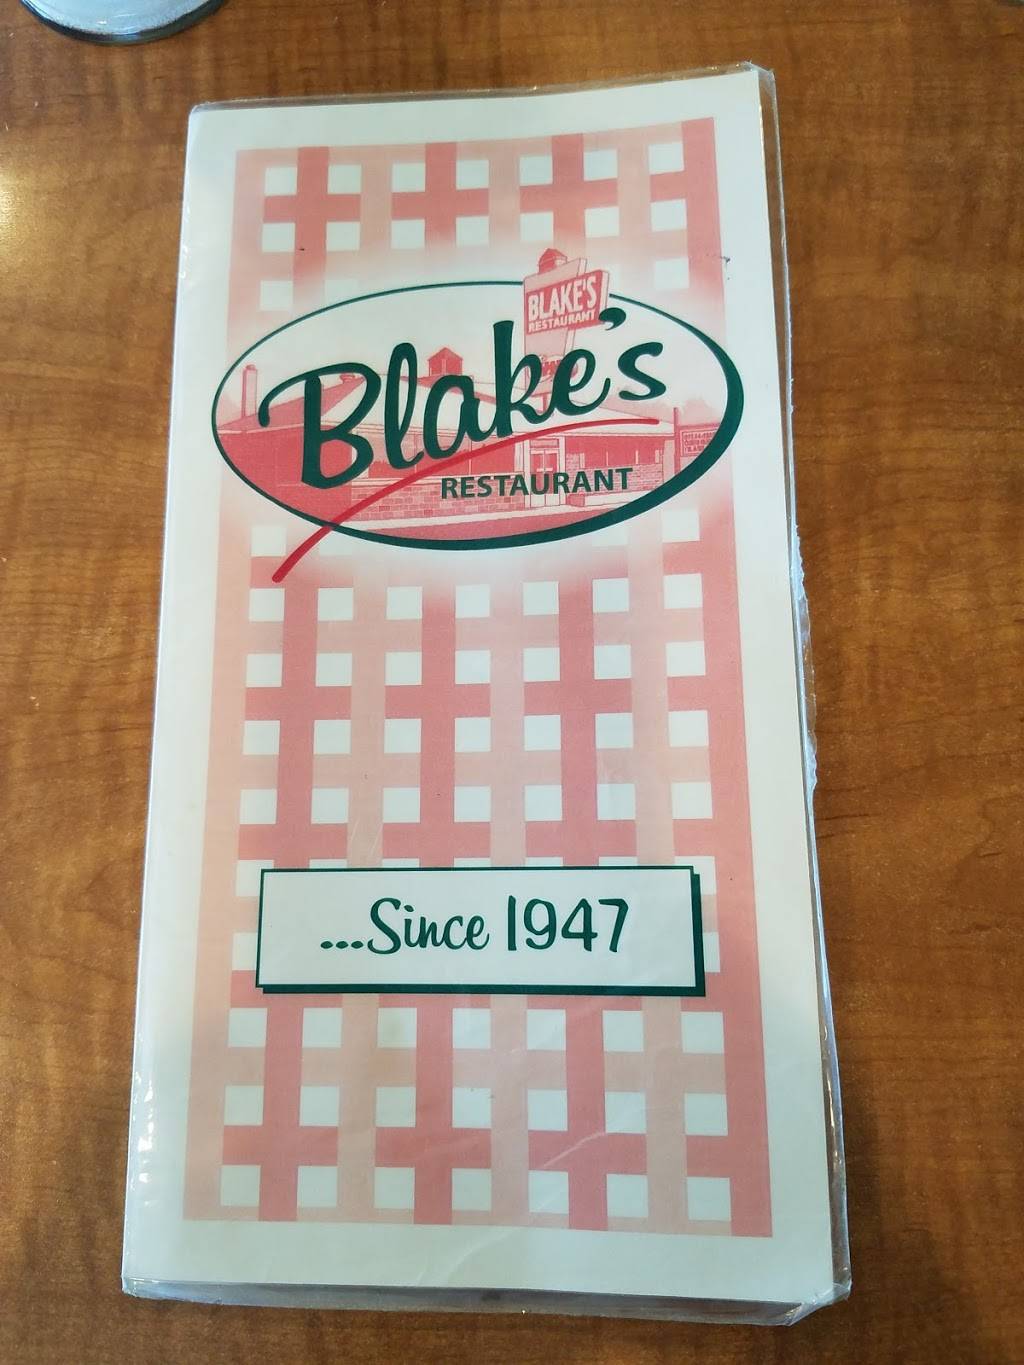 BLAKE'S
RESTAURANT
Blake's
RESTAURANT
...Since 1947